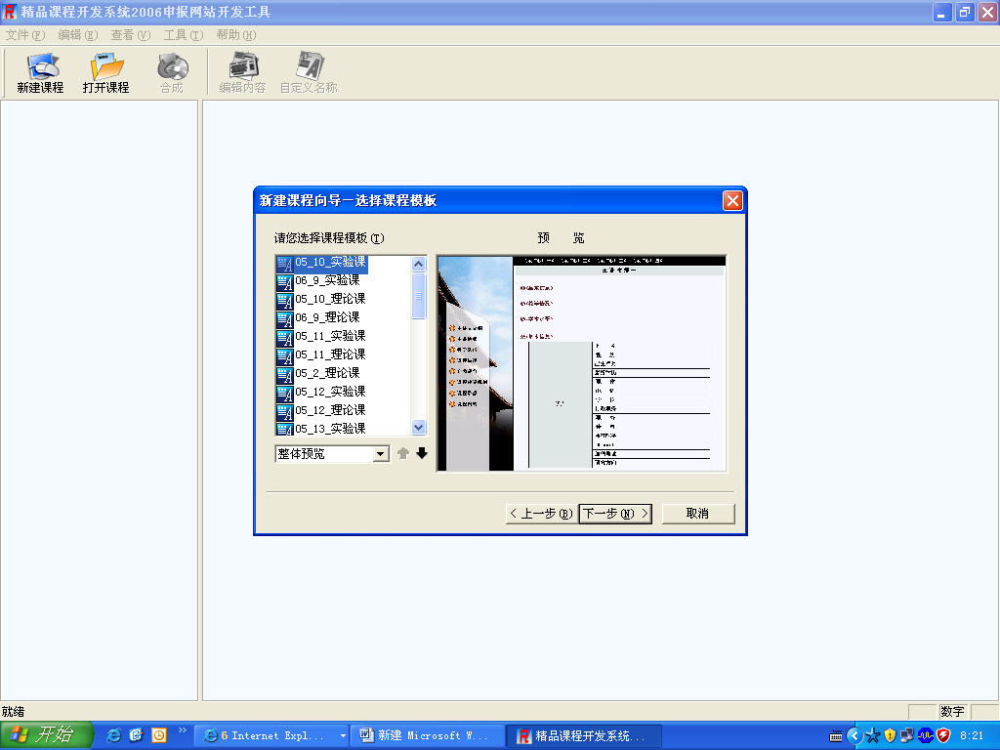 精品课程开发系统2006申报网站开发工具
文件(F) 编辑(E) 查看(V) 工具(T) 帮助(H)
新建课程 打开课程 合成 编辑内容 自定义名称
新建课程向导—选择课程模板
请您选择课程模板(T)
预 览
05_10_实验课
06_9_实验课
05_10_理论课
06_9_理论课
05_11_实验课
05_11_理论课
05_2_理论课
05_12_实验课
05_12_理论课
05_13_实验课
整体预览
< 上一步(B) 下一步(N) > 取消
就绪 数字
开始 6 Internet Expl... 新建 Microsoft W... 精品课程开发系统... 8:21